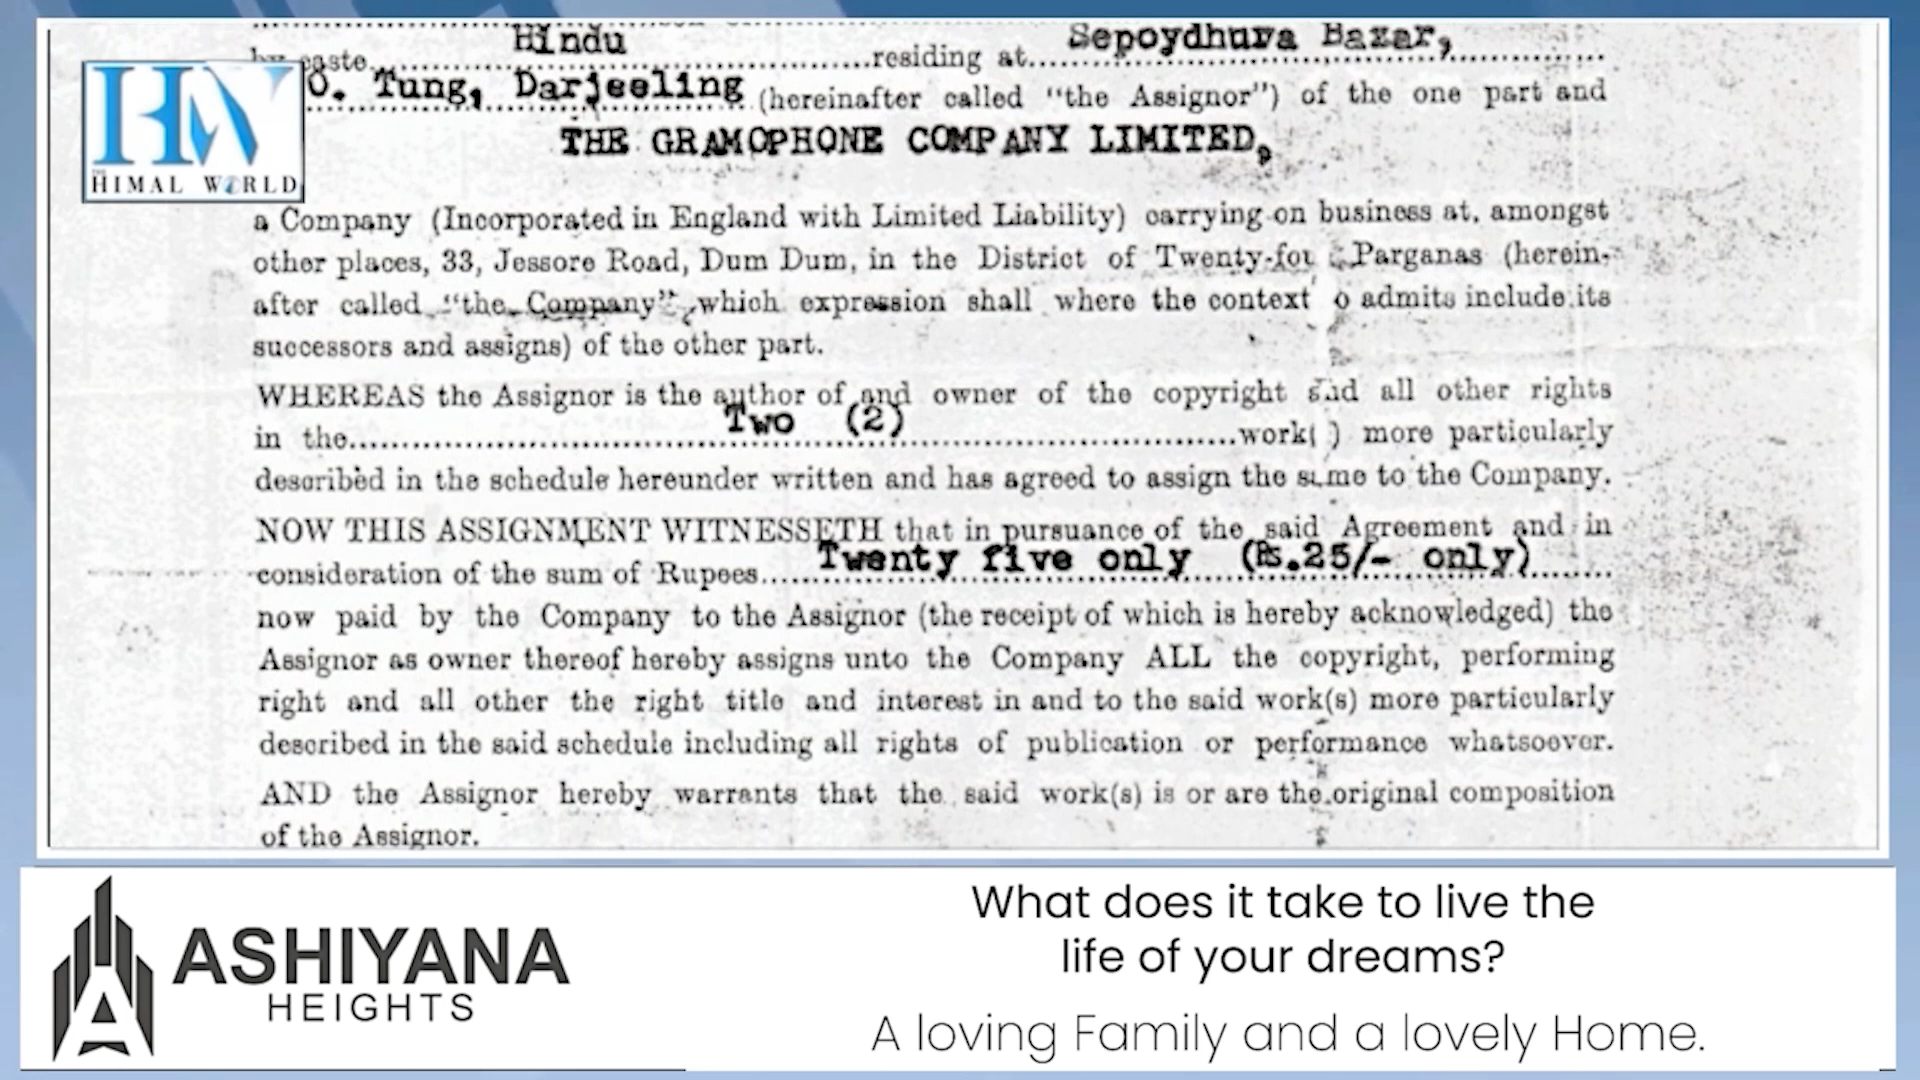 Hindu
by caste..............................residing at.... Sepoydhura Bazar,
O. Tung, Darjeeling (hereinafter called "the Assignor") of the one part and
THE GRAMOPHONE COMPANY LIMITED,
HIMAL WORLD
a Company (Incorporated in England with Limited Liability) carrying on business at, amongst
other places, 33, Jessore Road, Dum Dum, in the District of Twenty-fou Parganas (herein-
after called "the Company" which expression shall where the context o admits include its
successors and assigns) of the other part.
WHEREAS the Assignor is the author of and owner of the copyright and all other rights
in the.......... Two (2) ..........work( ) more particularly
described in the schedule hereunder written and has agreed to assign the same to the Company.
NOW THIS ASSIGNMENT WITNESSETH that in pursuance of the said Agreement and in
consideration of the sum of Rupees...... Twenty five only (Rs.25/- only)........
now paid by the Company to the Assignor (the receipt of which is hereby acknowledged) the
Assignor as owner thereof hereby assigns unto the Company ALL the copyright, performing
right and all other the right title and interest in and to the said work(s) more particularly
described in the said schedule including all rights of publication or performance whatsoever.
AND the Assignor hereby warrants that the said work(s) is or are the original composition
of the Assignor.
ASHIYANA
HEIGHTS
What does it take to live the
life of your dreams?
A loving Family and a lovely Home.